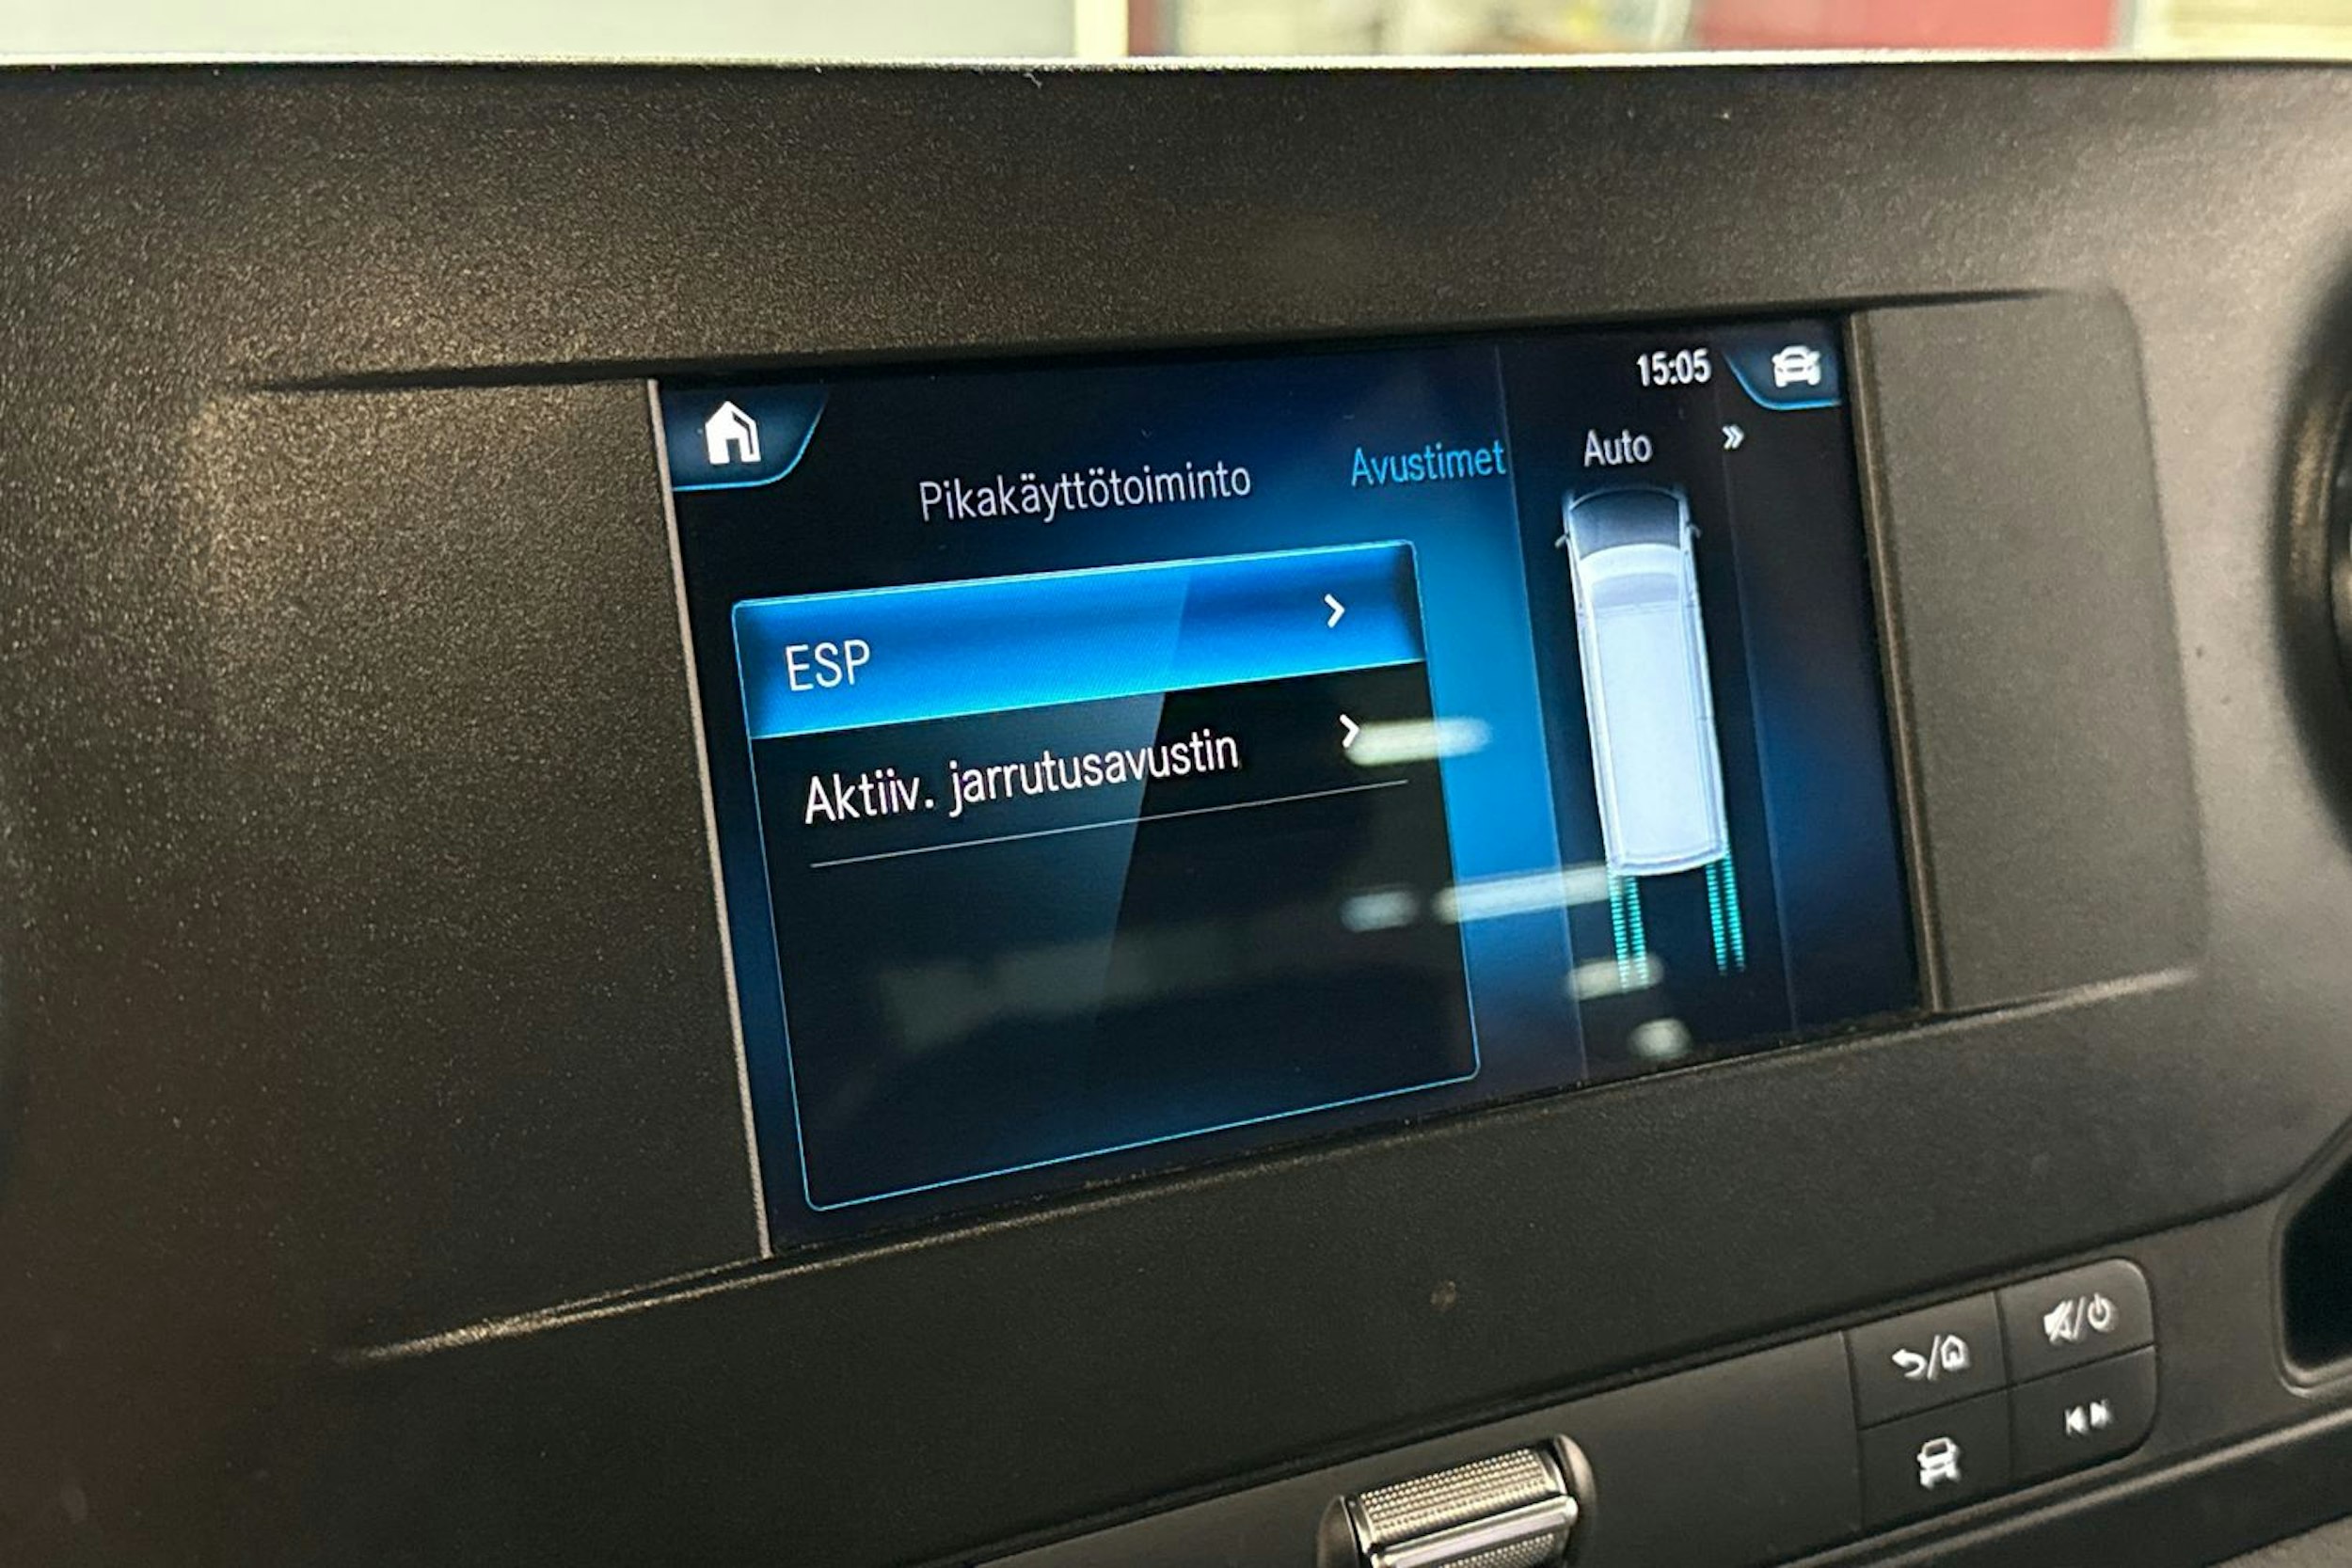 15:05
Pikakäyttötoiminto
Avustimet
Auto
ESP
Aktiiv. jarrutusavustin